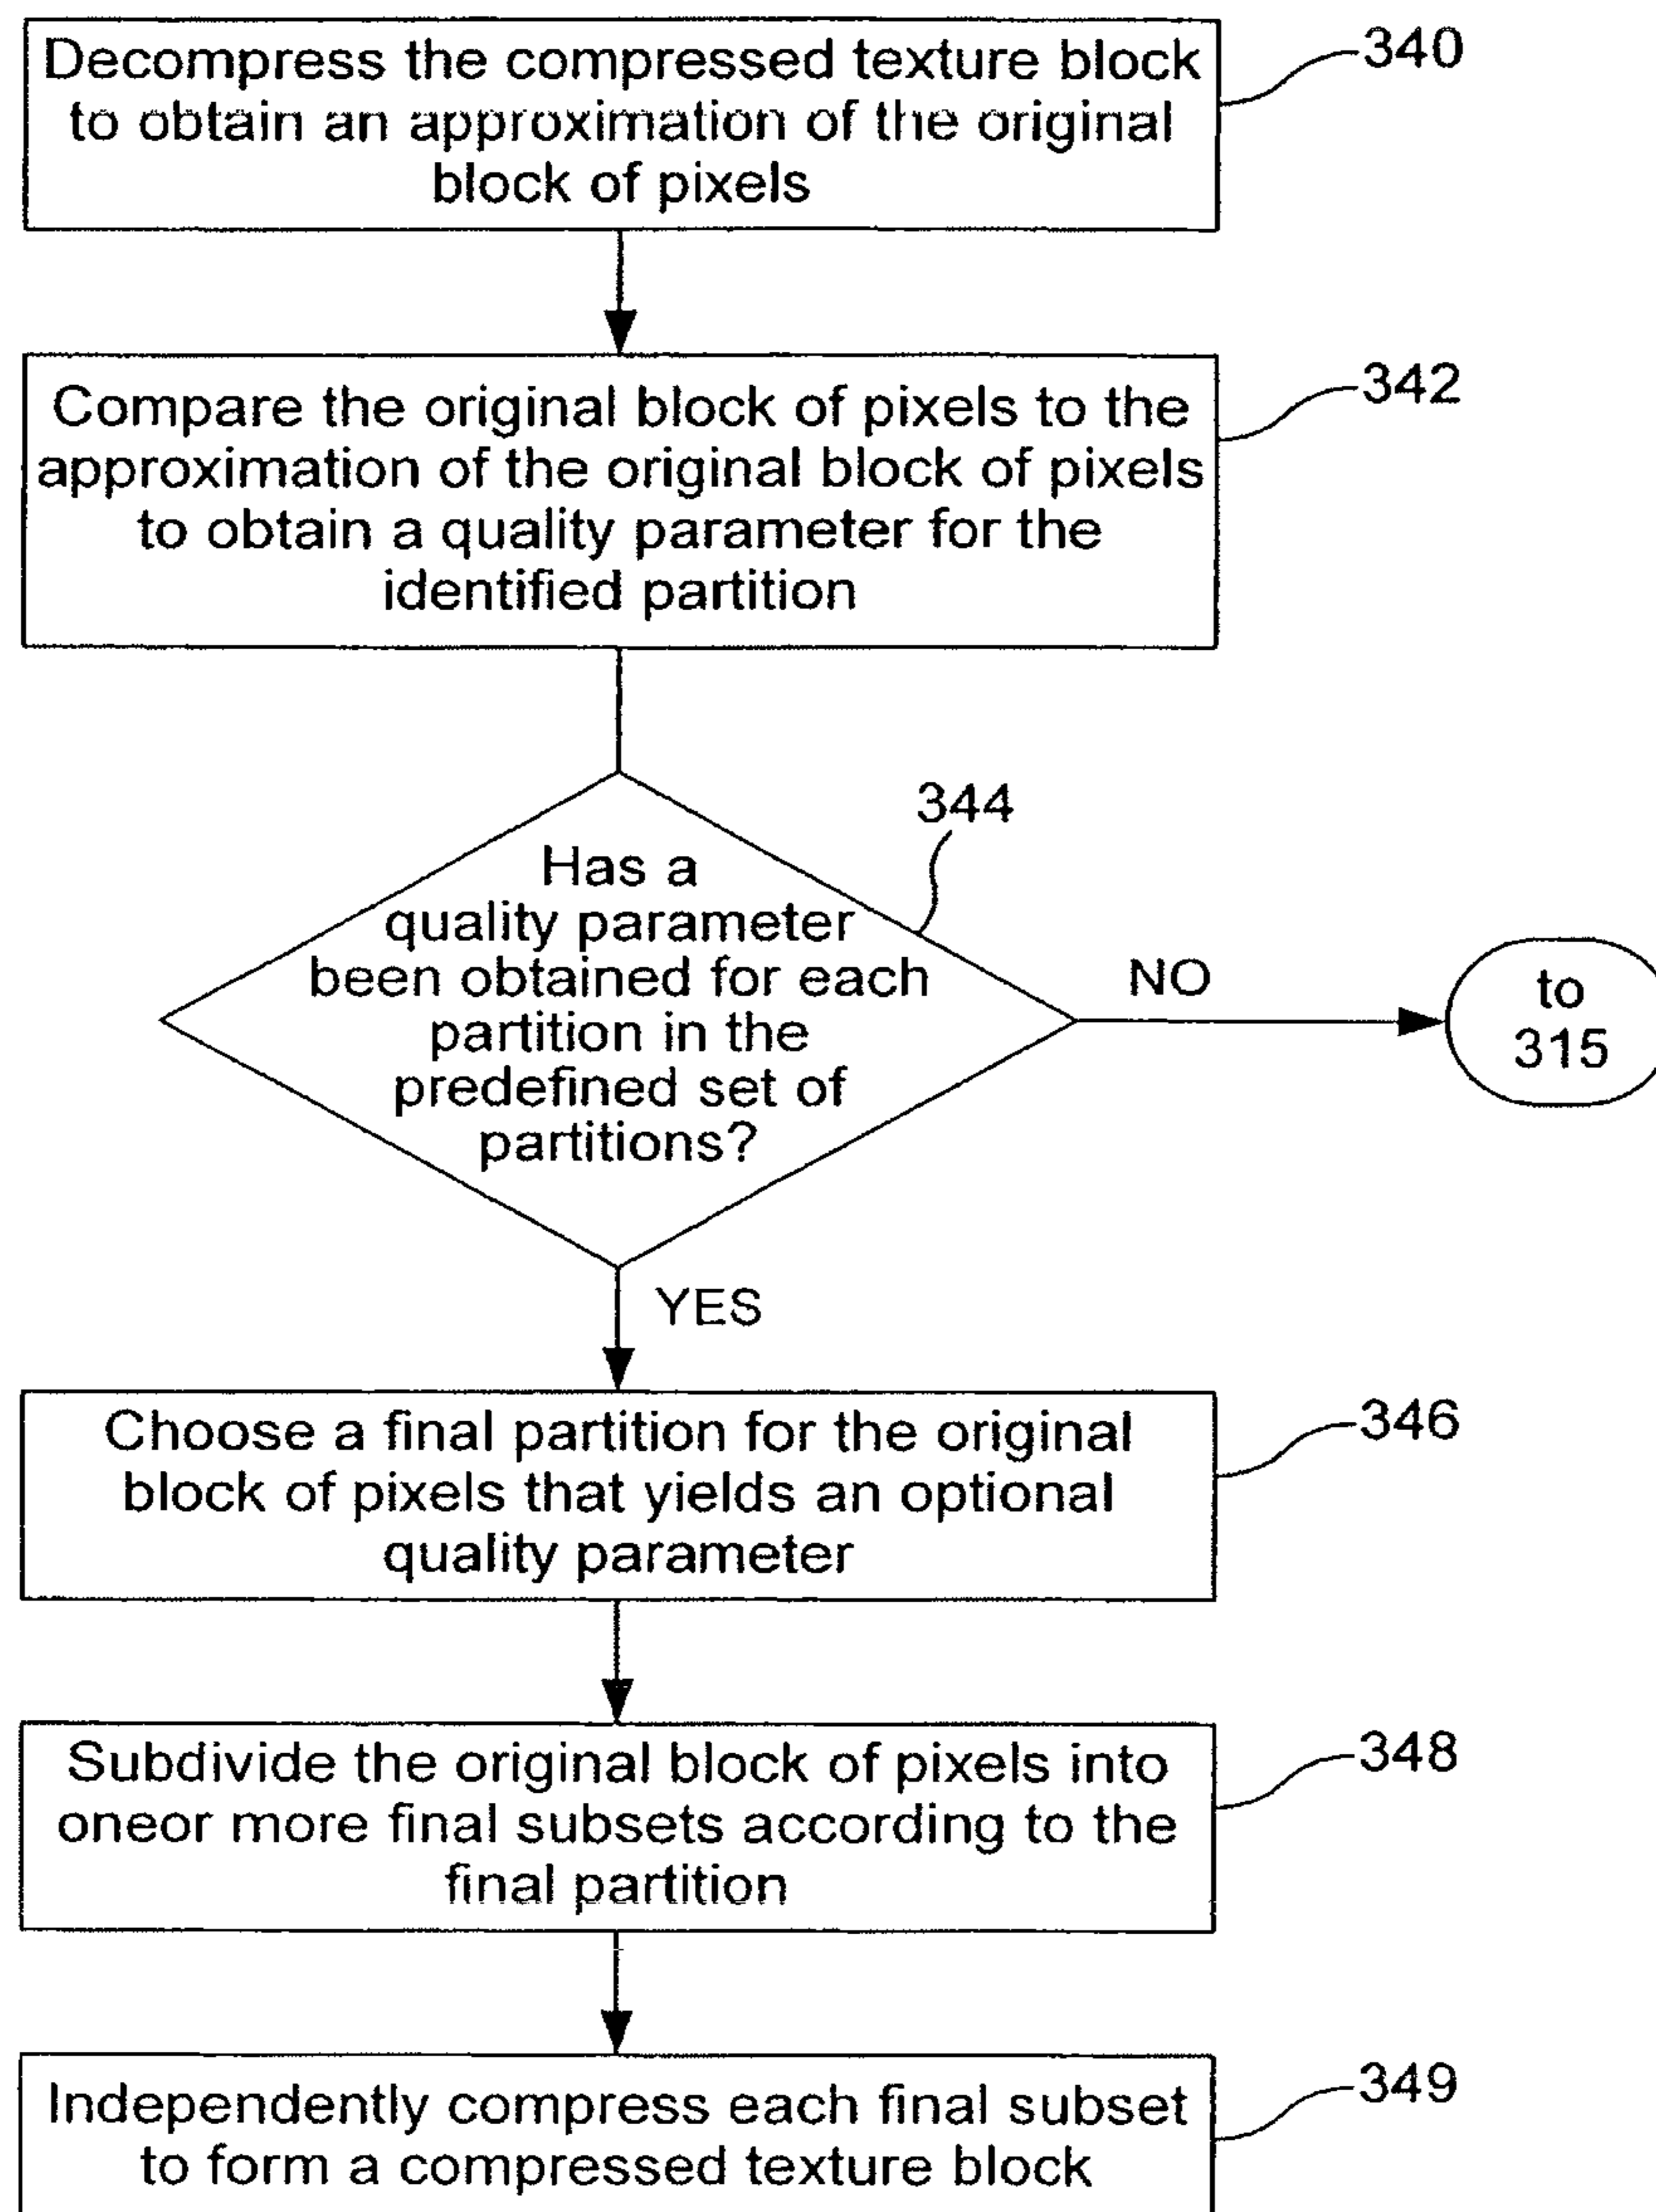 Decompress the compressed texture block
to obtain an approximation of the original
block of pixels
340
Compare the original block of pixels to the
approximation of the original block of pixels
to obtain a quality parameter for the
identified partition
342
Has a
quality parameter
been obtained for each
partition in the
predefined set of
partitions?
344
NO
to
315
YES
Choose a final partition for the original
block of pixels that yields an optional
quality parameter
346
Subdivide the original block of pixels into
oneor more final subsets according to the
final partition
348
Independently compress each final subset
to form a compressed texture block
349